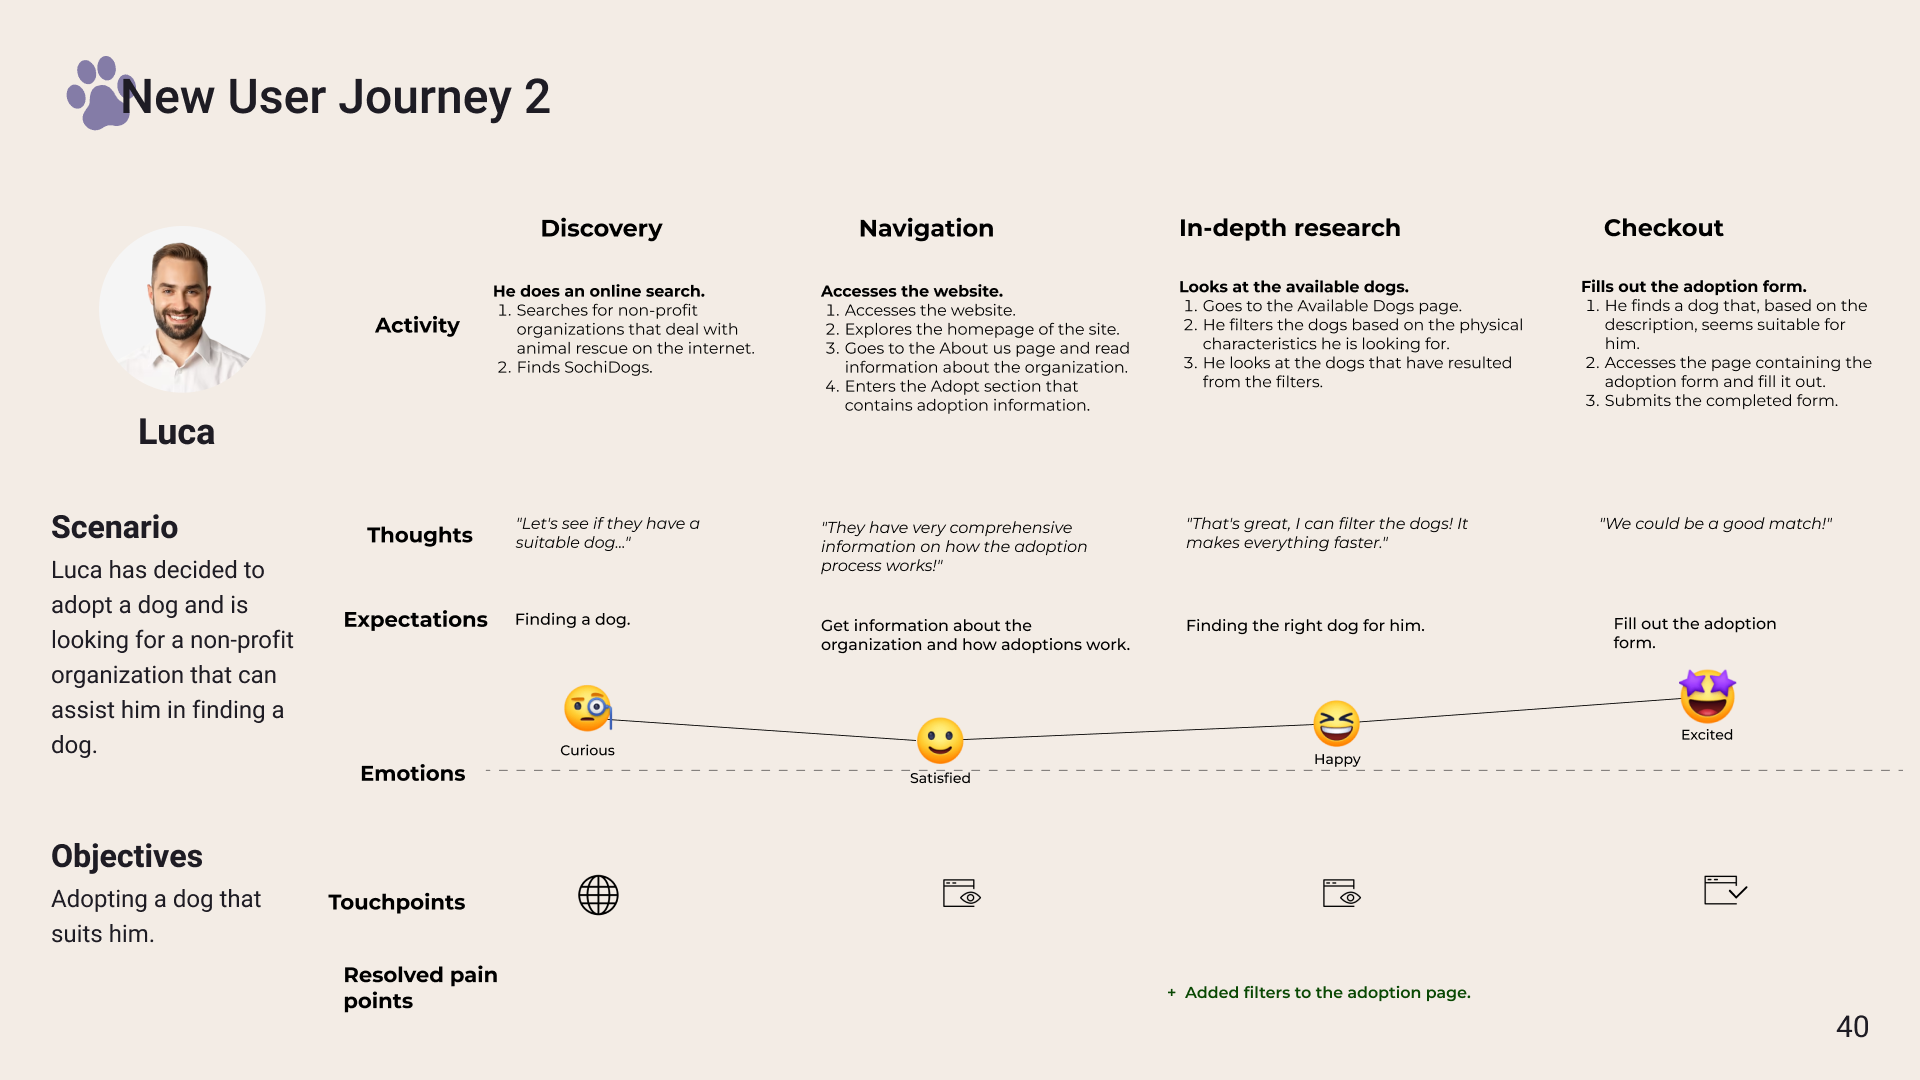 New User Journey 2
Luca
Scenario
Luca has decided to
adopt a dog and is
looking for a non-profit
organization that can
assist him in finding a
dog.
Objectives
Adopting a dog that
suits him.
Discovery
Navigation
In-depth research
Checkout
Activity
He does an online search.
1. Searches for non-profit
organizations that deal with
animal rescue on the internet.
2. Finds SochiDogs.
Accesses the website.
1. Accesses the website.
2. Explores the homepage of the site.
3. Goes to the About us page and read
information about the organization.
4. Enters the Adopt section that
contains adoption information.
Looks at the available dogs.
1. Goes to the Available Dogs page.
2. He filters the dogs based on the physical
characteristics he is looking for.
3. He looks at the dogs that have resulted
from the filters.
Fills out the adoption form.
1. He finds a dog that, based on the
description, seems suitable for
him.
2. Accesses the page containing the
adoption form and fill it out.
3. Submits the completed form.
Thoughts
"Let's see if they have a
suitable dog..."
"They have very comprehensive
information on how the adoption
process works!"
"That's great, I can filter the dogs! It
makes everything faster."
"We could be a good match!"
Expectations
Finding a dog.
Get information about the
organization and how adoptions work.
Finding the right dog for him.
Fill out the adoption
form.
Emotions
Curious
Satisfied
Happy
Excited
Touchpoints
Resolved pain
points
+ Added filters to the adoption page.
40